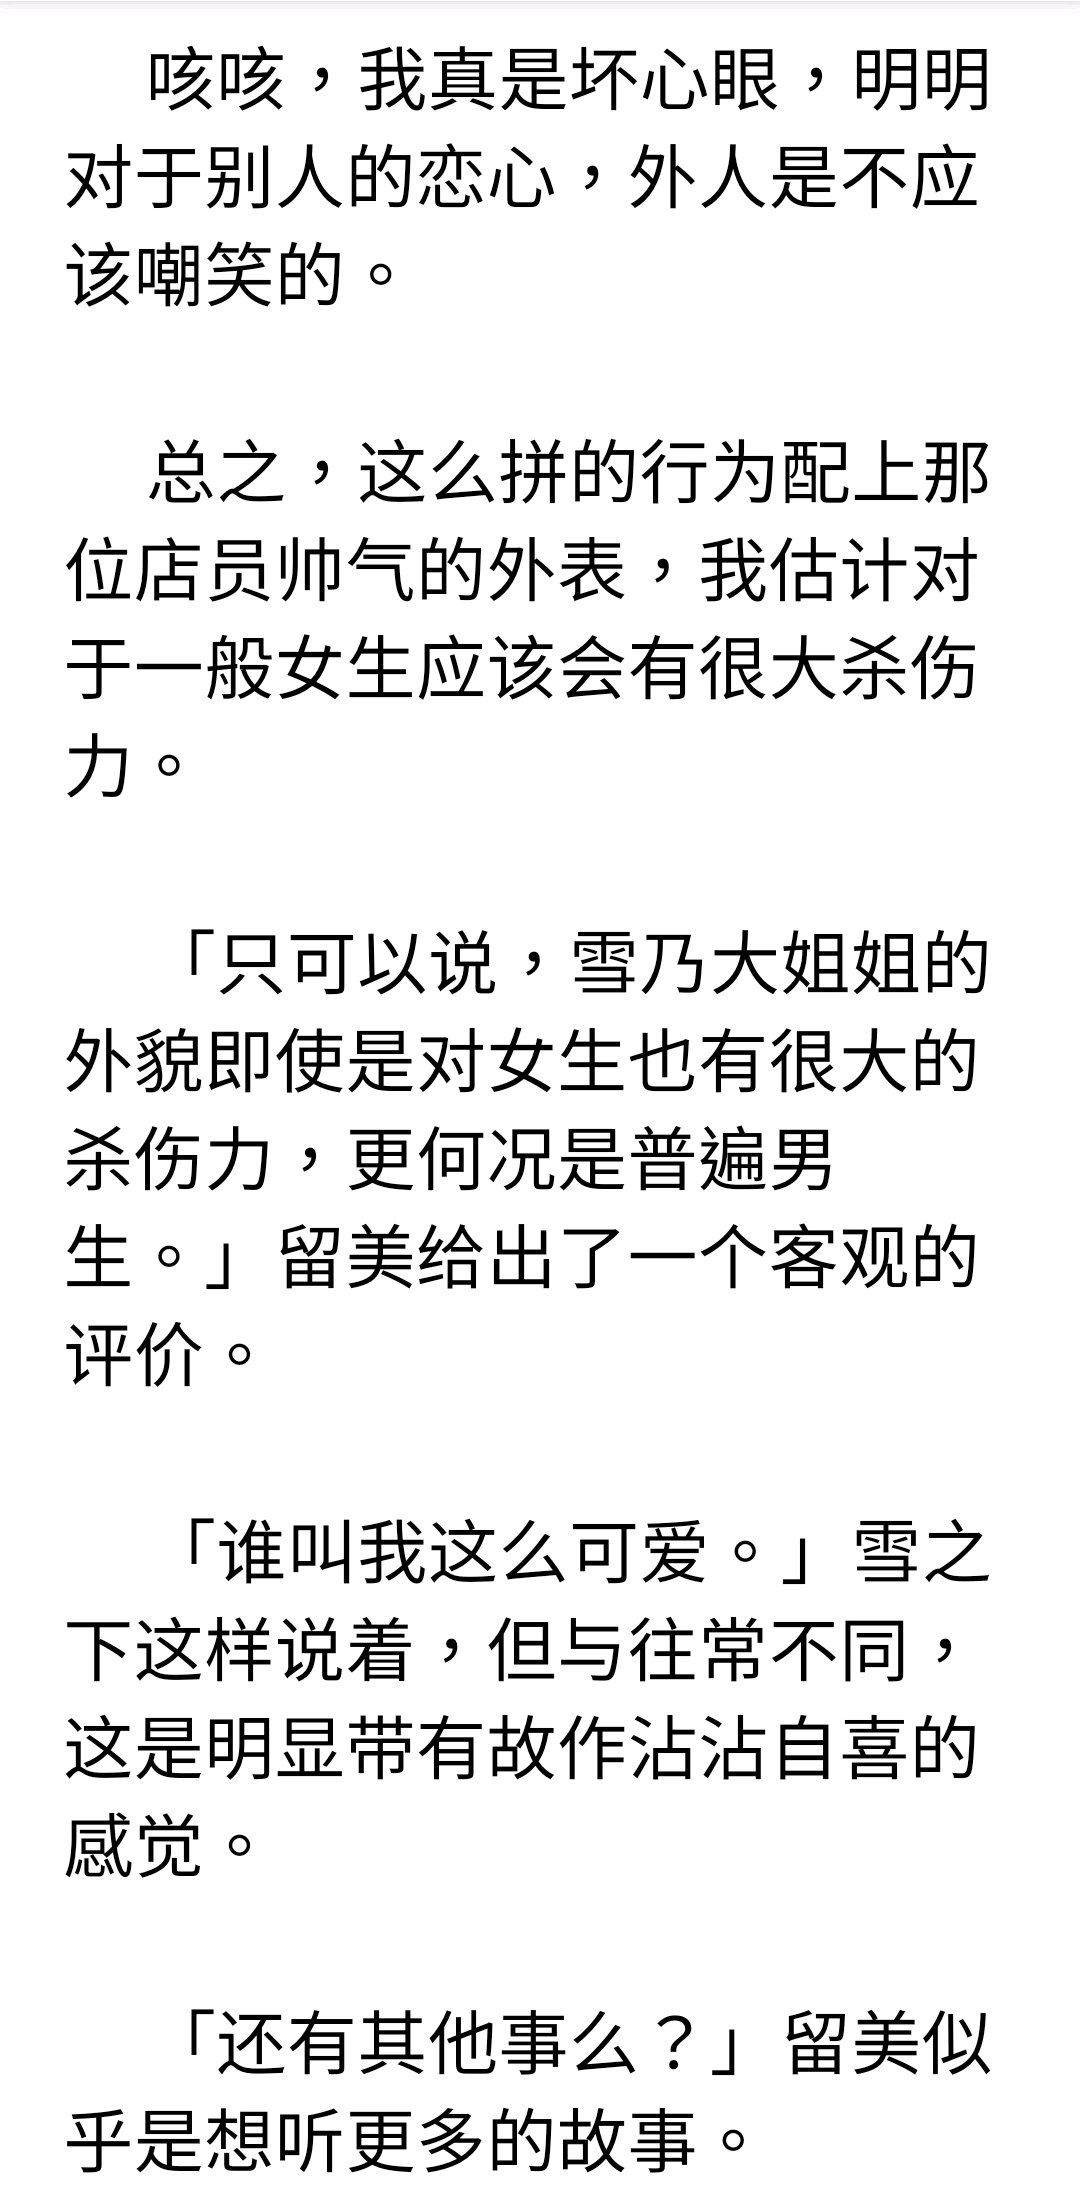 咳咳，我真是坏心眼，明明
对于别人的恋心，外人是不应
该嘲笑的。
总之，这么拼的行为配上那
位店员帅气的外表，我估计对
于一般女生应该会有很大杀伤
力。
「只可以说，雪乃大姐姐的
外貌即使是对女生也有很大的
杀伤力，更何况是普遍男
生。」留美给出了一个客观的
评价。
「谁叫我这么可爱。」雪之
下这样说着，但与往常不同，
这是明显带有故作沾沾自喜的
感觉。
「还有其他事么？」留美似
乎是想听更多的故事。